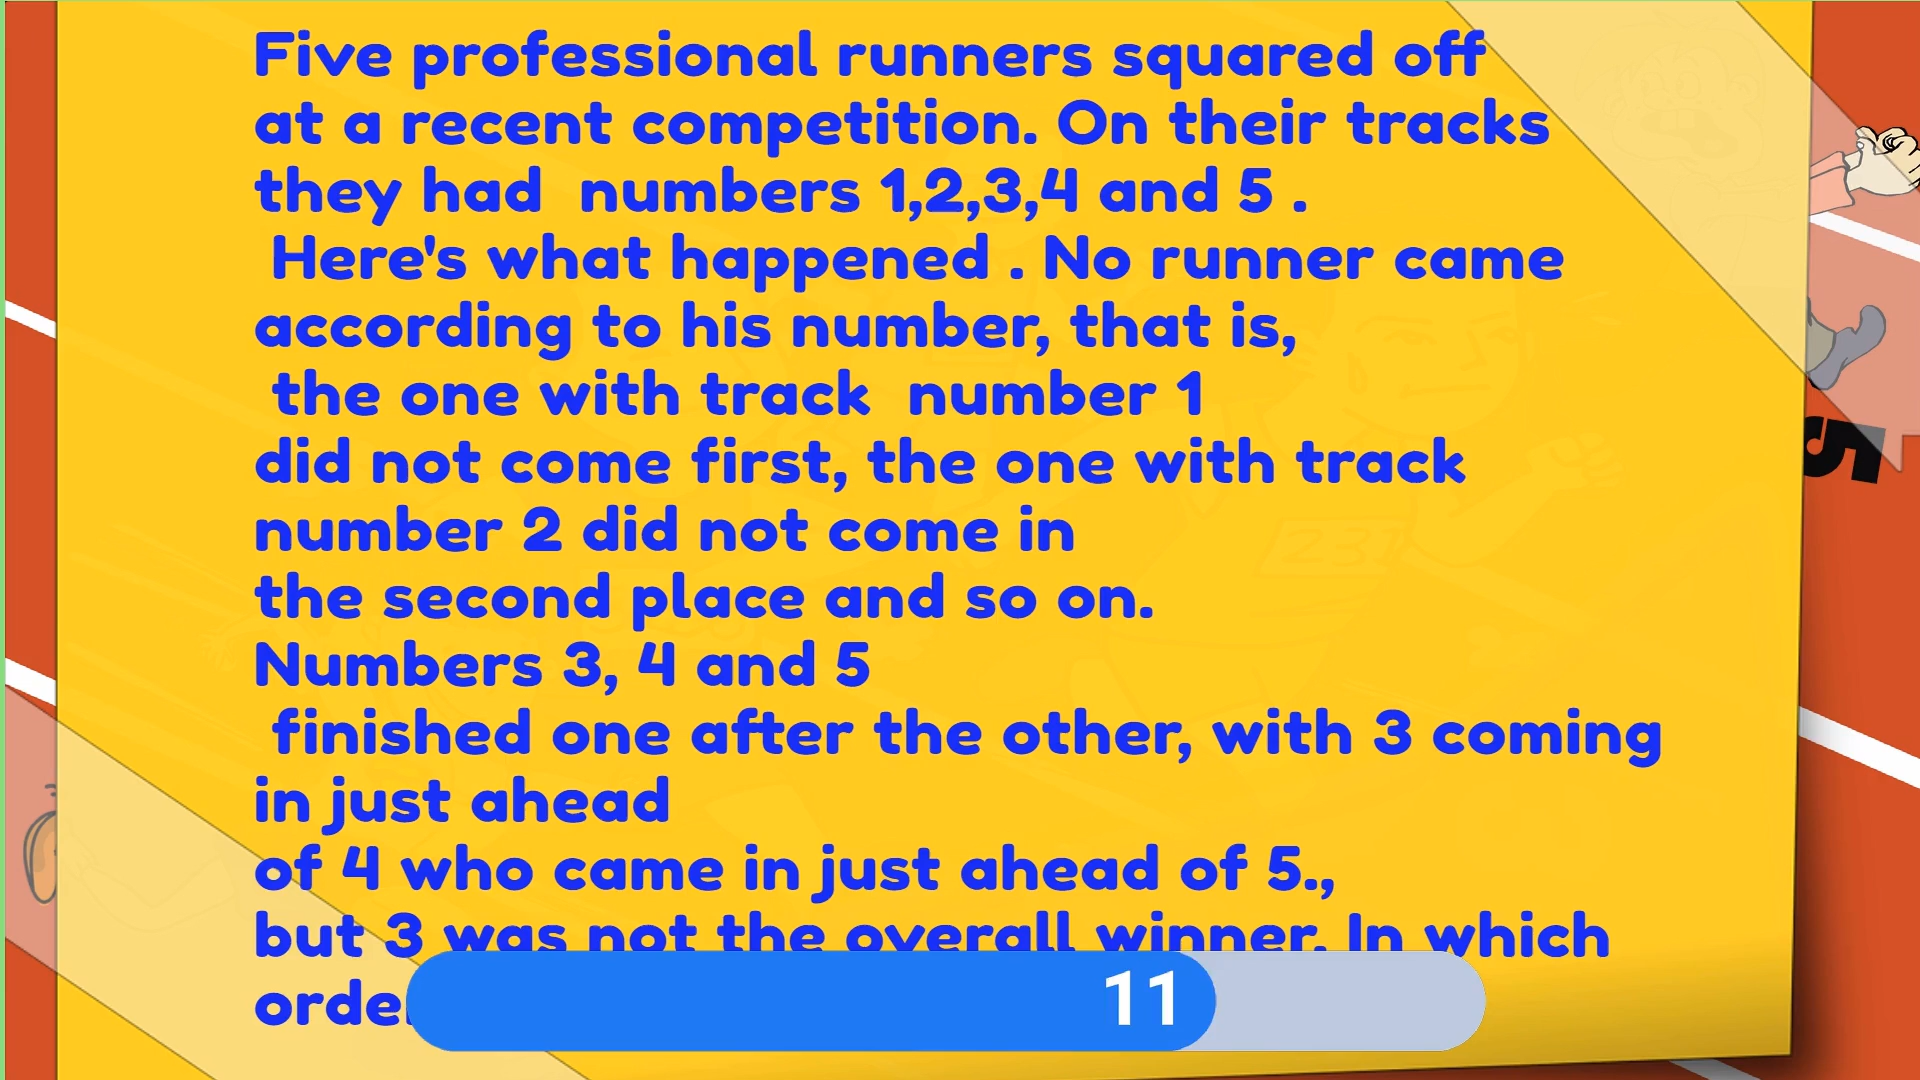 Five professional runners squared off
at a recent competition. On their tracks
they had numbers 1,2,3,4 and 5 .
Here's what happened . No runner came
according to his number, that is,
the one with track number 1
did not come first, the one with track
number 2 did not come in
the second place and so on.
Numbers 3, 4 and 5
finished one after the other, with 3 coming
in just ahead
of 4 who came in just ahead of 5.,
but 3 was not the overall winner. In which
11
5
231